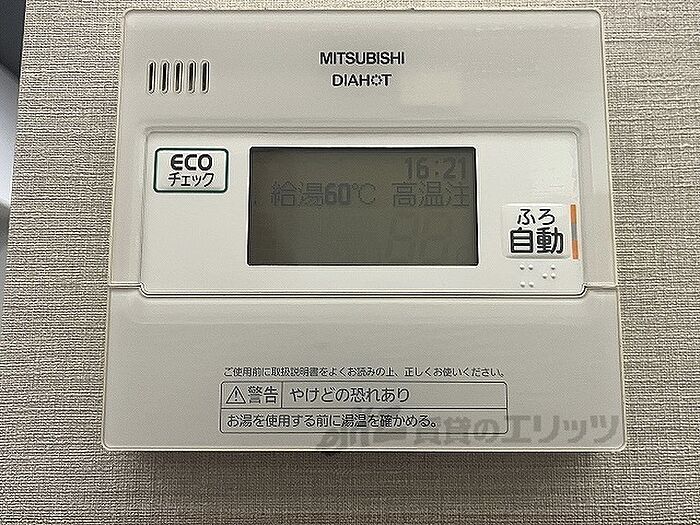 MITSUBISHI
DIAHOT
ECO
チェック
16:21
給湯60℃ 高温注
ふろ
自動
ご使用前に取扱説明書をよくお読みの上、正しくお使いください。
警告 やけどの恐れあり
お湯を使用する前に湯温を確かめる。
賃貸のエリッツ